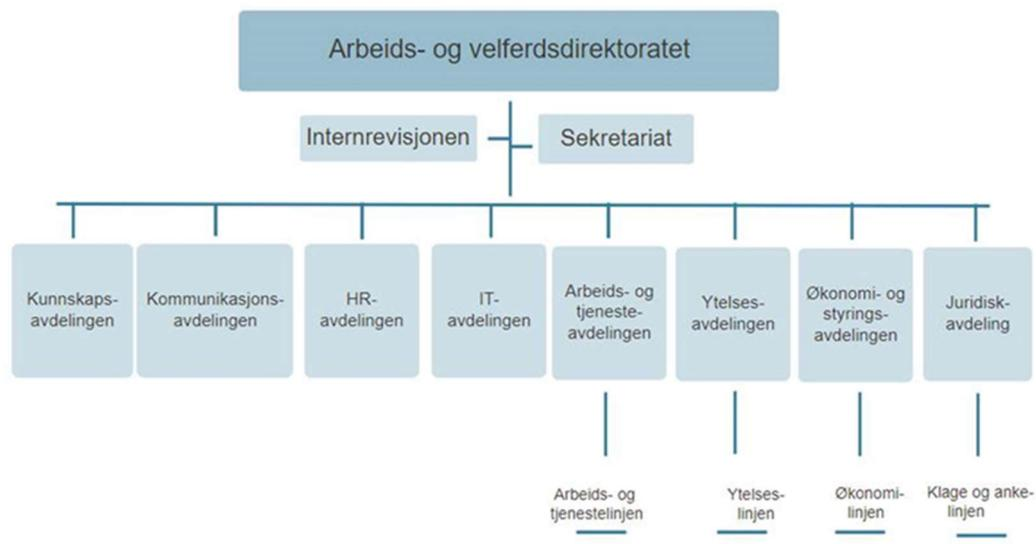 Arbeids- og velferdsdirektoratet
Internrevisjonen
Sekretariat
Kunnskaps-
avdelingen
Kommunikasjons-
avdelingen
HR-
avdelingen
IT-
avdelingen
Arbeids- og
tjeneste-
avdelingen
Ytelses-
avdelingen
Økonomi- og
styrings-
avdelingen
Juridisk-
avdeling
Arbeids- og
tjenestelinjen
Ytelses-
linjen
Økonomi-
linjen
Klage og anke-
linjen